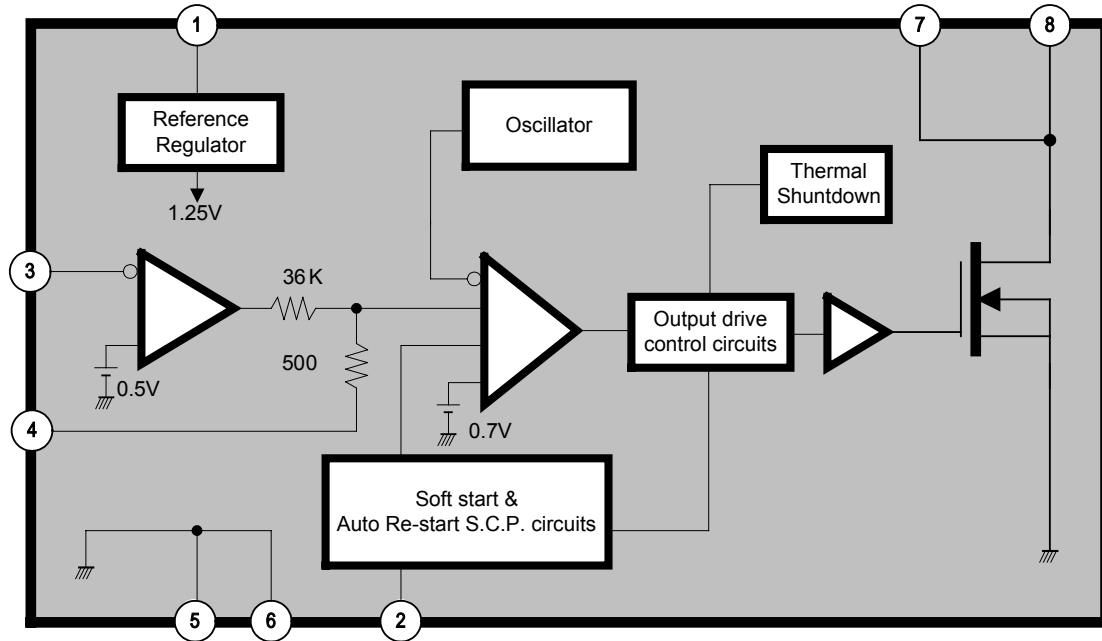 1
7
8
Reference
Regulator
Oscillator
Thermal
Shuntdown
1.25V
3
36K
Output drive
control circuits
500
0.5V
4
0.7V
Soft start &
Auto Re-start S.C.P. circuits
5
6
2